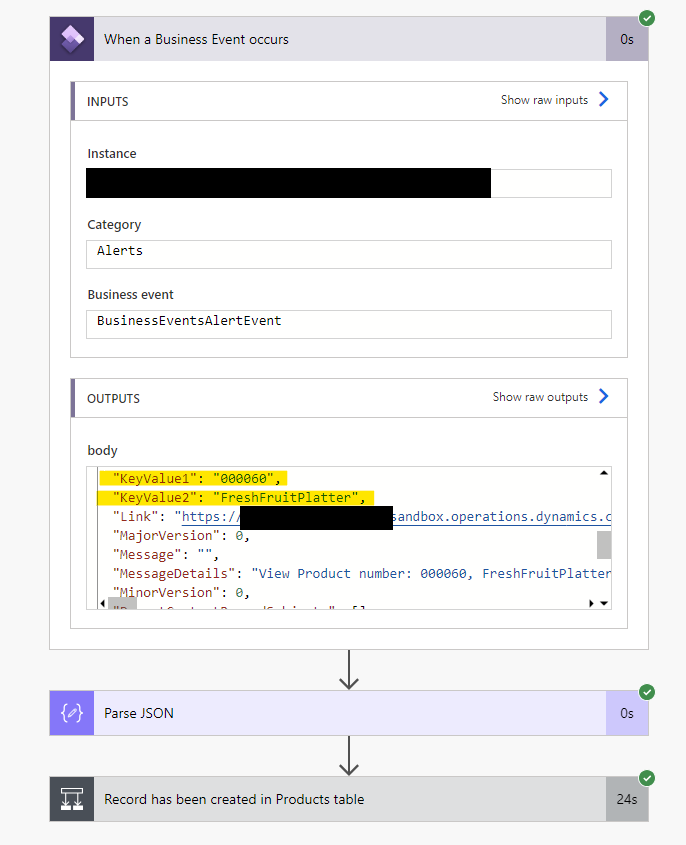 When a Business Event occurs
0s
INPUTS
Show raw inputs
Instance
Category
Alerts
Business event
BusinessEventsAlertEvent
OUTPUTS
Show raw outputs
body
"KeyValue1": "000060",
"KeyValue2": "FreshFruitPlatter",
"Link": "https:/ sandbox.operations.dynamics.c
"MajorVersion": 0,
"Message": "",
"MessageDetails": "View Product number: 000060, FreshFruitPlatter
"MinorVersion": 0,
Parse JSON
0s
Record has been created in Products table
24s